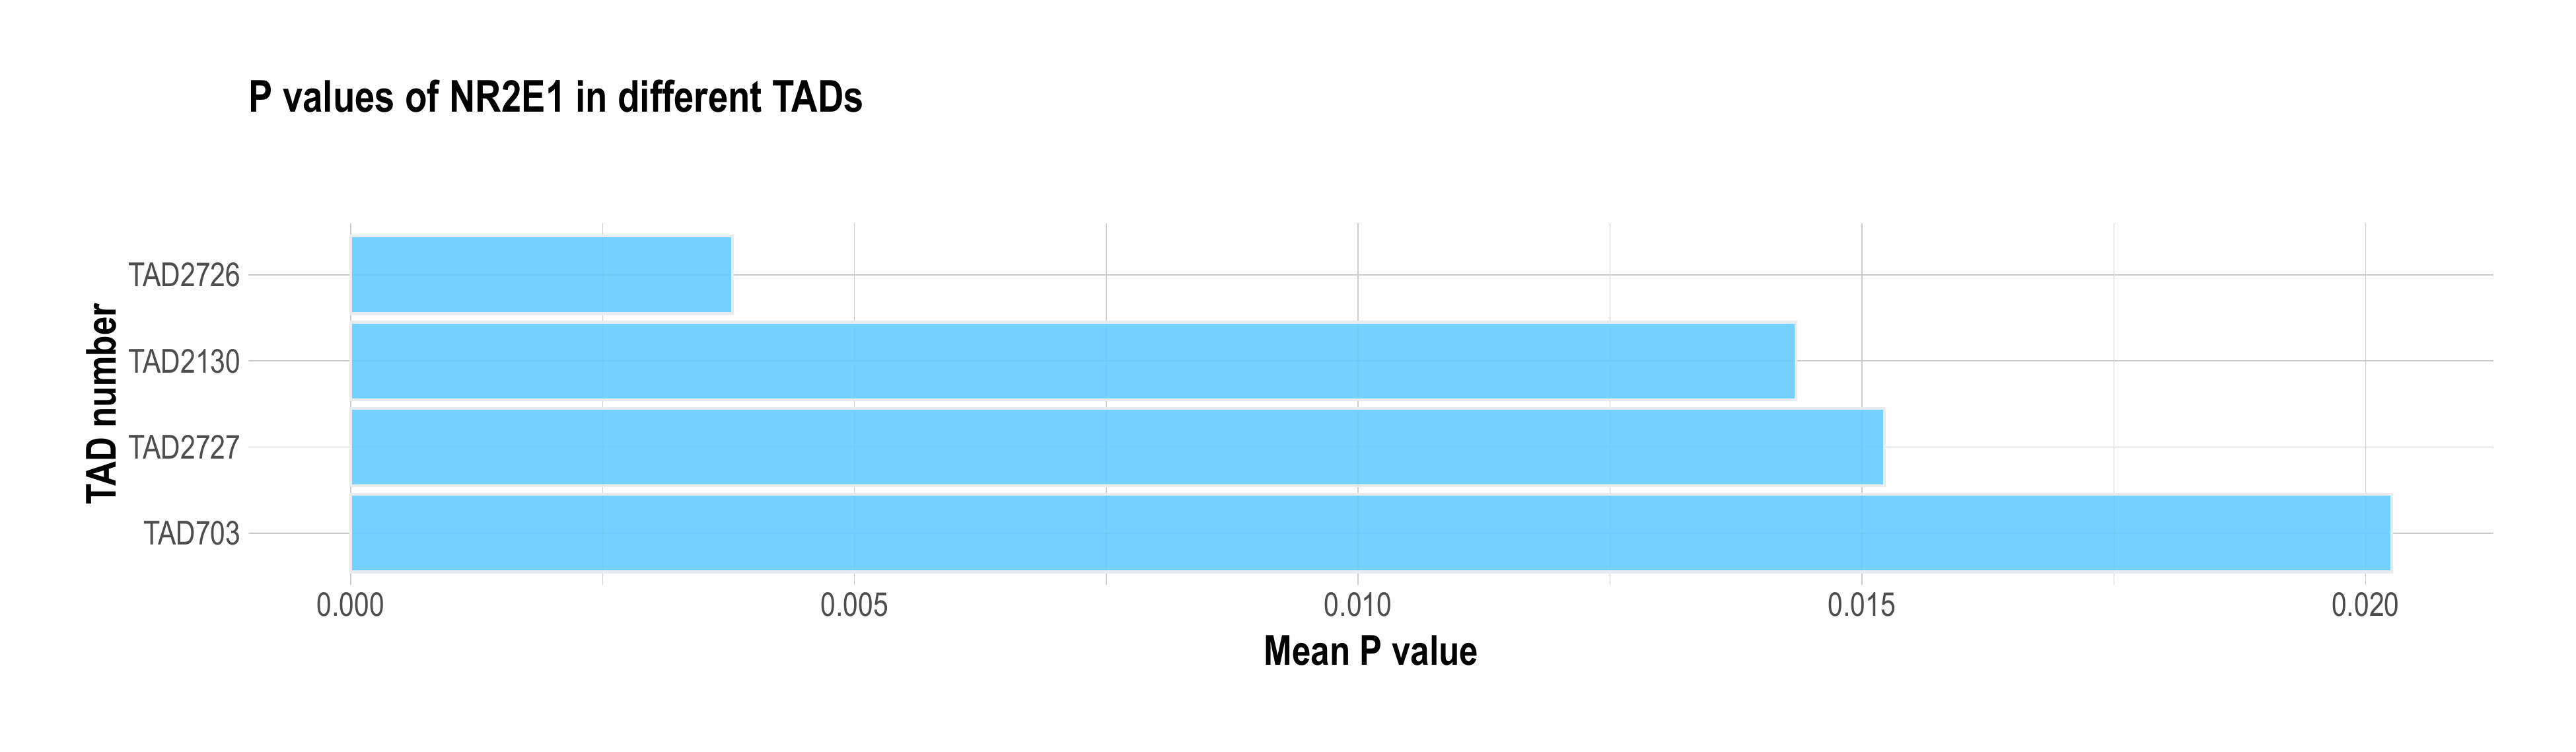 P values of NR2E1 in different TADs
TAD number
TAD2726
TAD2130
TAD2727
TAD703
0.000 0.005 0.010 0.015 0.020
Mean P value